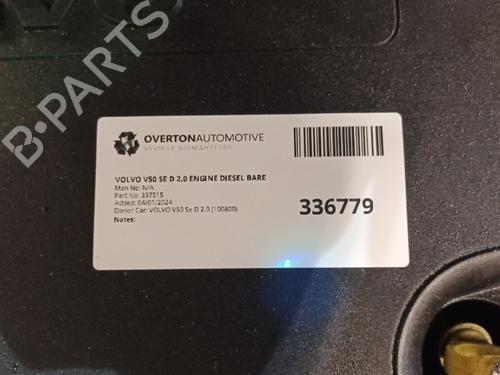 B-PARTS
OVERTONAUTOMOTIVE
VEHICLE DISMANTLERS
VOLVO V50 SE D 2.0 ENGINE DIESEL BARE
Man No: N/A
Part No: 337515
Added: 04/01/2024
Donor Car: VOLVO V50 Se D 2.0 (100800)
Notes:
336779